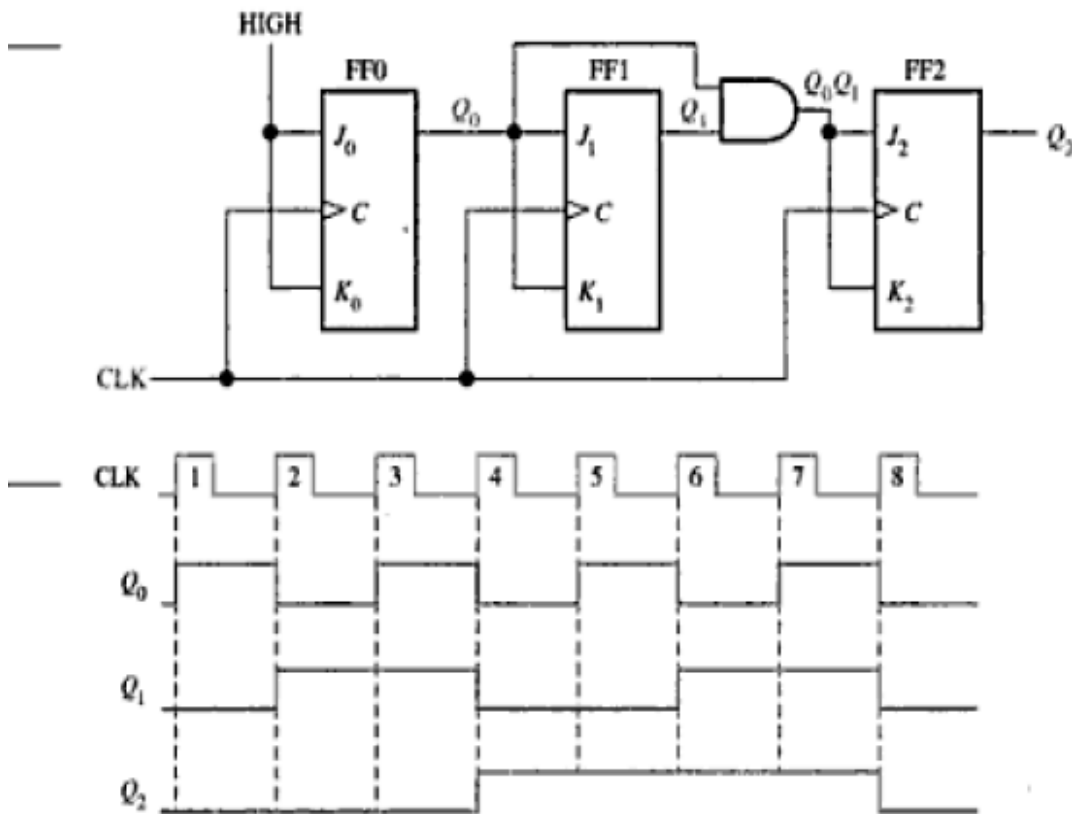 HIGH
FF0 FF1 FF2
Q₀ Q₁ Q₀Q₁
J₀ J₁ J₂ Q₂
C C C
K₀ K₁ K₂
CLK
CLK 1 2 3 4 5 6 7 8
Q₀
Q₁
Q₂